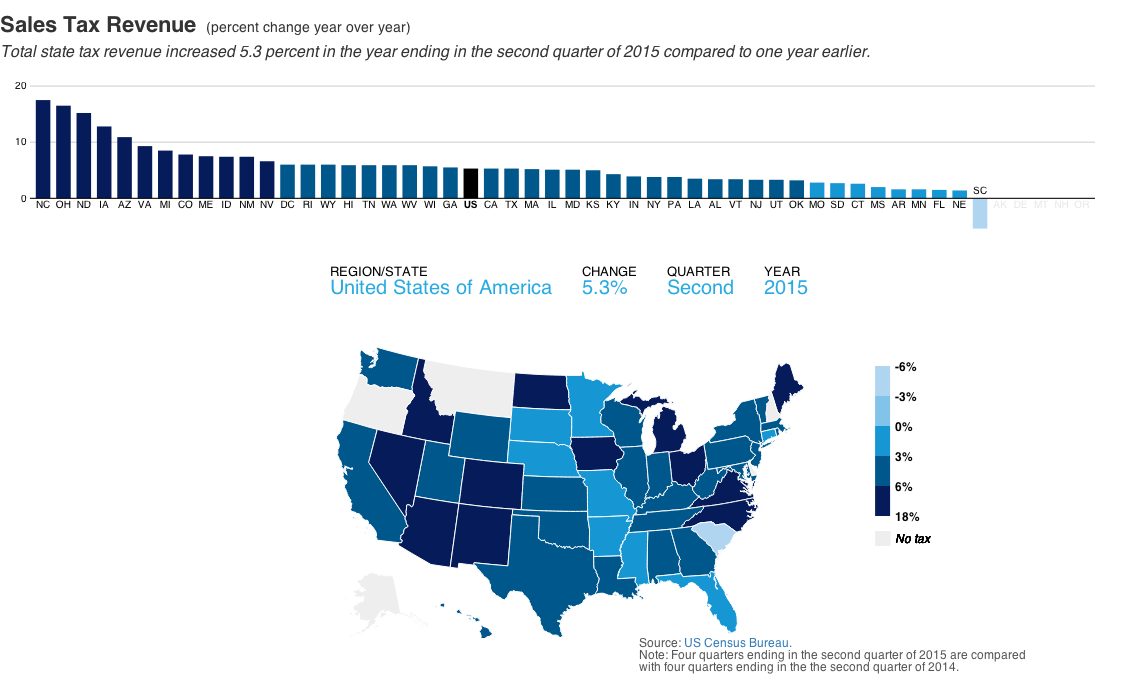 Sales Tax Revenue (percent change year over year)
Total state tax revenue increased 5.3 percent in the year ending in the second quarter of 2015 compared to one year earlier.
20
10
0
SC
NC OH ND IA AZ VA MI CO ME ID NM NV DC RI WY HI TN WA WV WI GA US CA TX MA IL MD KS KY IN NY PA LA AL VT NJ UT OK MO SD CT MS AR MN FL NE AK DE MT NH OR
REGION/STATE CHANGE QUARTER YEAR
United States of America 5.3% Second 2015
-6%
-3%
0%
3%
6%
18%
No tax
Source: US Census Bureau.
Note: Four quarters ending in the second quarter of 2015 are compared
with four quarters ending in the the second quarter of 2014.